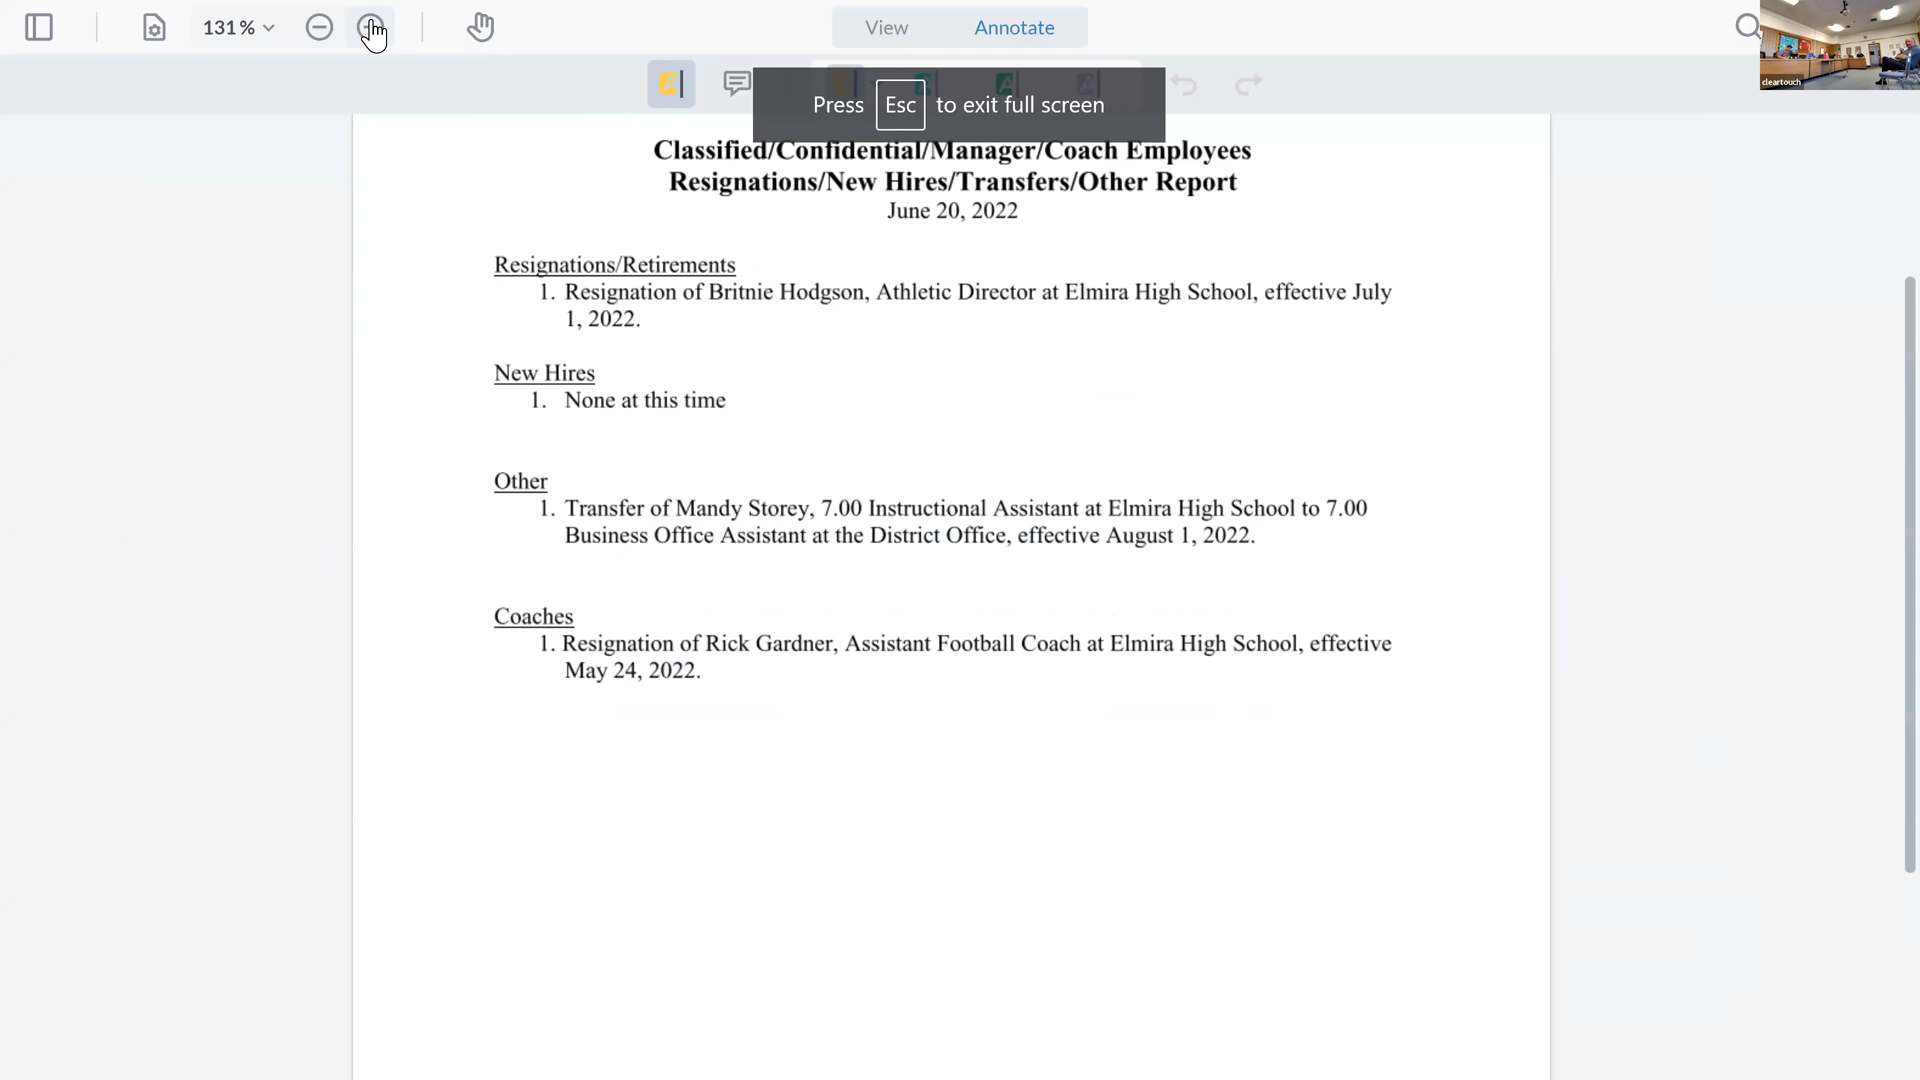 131%
View
Annotate
cleartouch
Press Esc to exit full screen
Classified/Confidential/Manager/Coach Employees
Resignations/New Hires/Transfers/Other Report
June 20, 2022
Resignations/Retirements
1. Resignation of Britnie Hodgson, Athletic Director at Elmira High School, effective July
1, 2022.
New Hires
1. None at this time
Other
1. Transfer of Mandy Storey, 7.00 Instructional Assistant at Elmira High School to 7.00
Business Office Assistant at the District Office, effective August 1, 2022.
Coaches
1. Resignation of Rick Gardner, Assistant Football Coach at Elmira High School, effective
May 24, 2022.